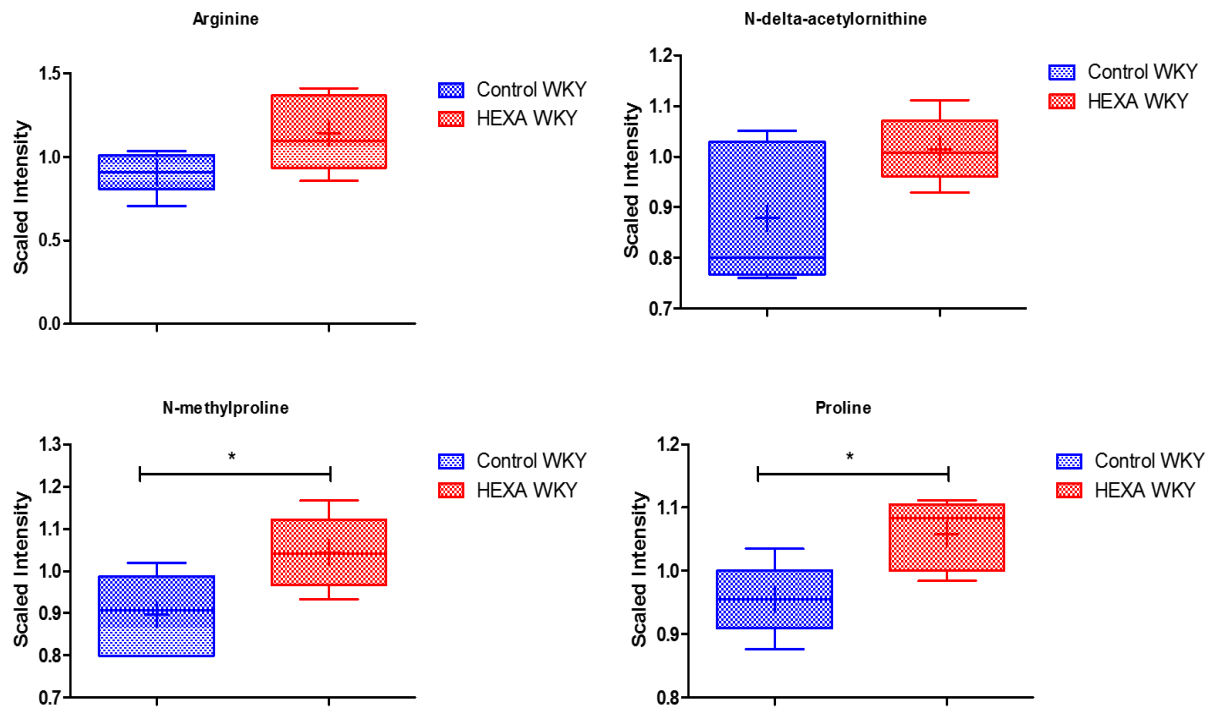 Arginine
Scaled Intensity
1.5
1.0
0.5
0.0
Control WKY
HEXA WKY
N-delta-acetylornithine
Scaled Intensity
1.2
1.1
1.0
0.9
0.8
0.7
Control WKY
HEXA WKY
N-methylproline
Scaled Intensity
1.3
1.2
1.1
1.0
0.9
0.8
0.7
*
Control WKY
HEXA WKY
Proline
Scaled Intensity
1.2
1.1
1.0
0.9
0.8
*
Control WKY
HEXA WKY